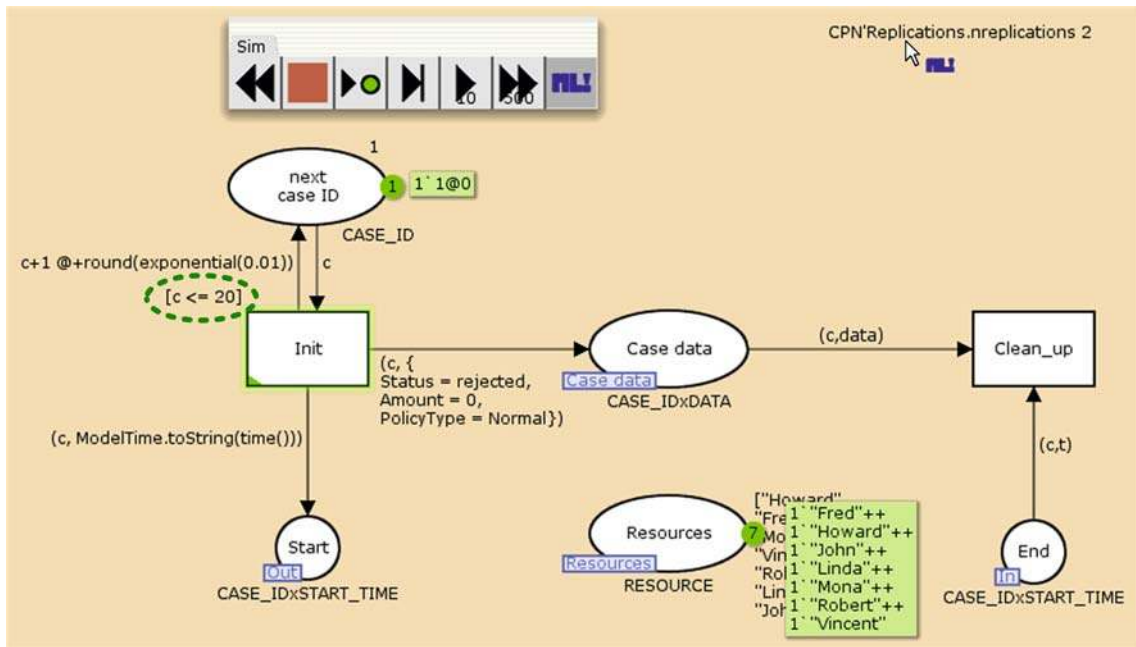 CPN'Replications.nreplications 2
Sim
ML!
10
500
ML!
1
next
case ID
1
1`1@0
CASE_ID
c+1 @+round(exponential(0.01))
c
[c <= 20]
Init
(c, {
Status = rejected,
Amount = 0,
PolicyType = Normal})
Case data
Case data
CASE_IDxDATA
(c,data)
Clean_up
(c, ModelTime.toString(time()))
(c,t)
Start
Out
CASE_IDxSTART_TIME
Resources
Resources
RESOURCE
7
["Howard"
1`"Fred"++
1`"Howard"++
1`"John"++
1`"Linda"++
1`"Mona"++
1`"Robert"++
1`"Vincent"
End
In
CASE_IDxSTART_TIME